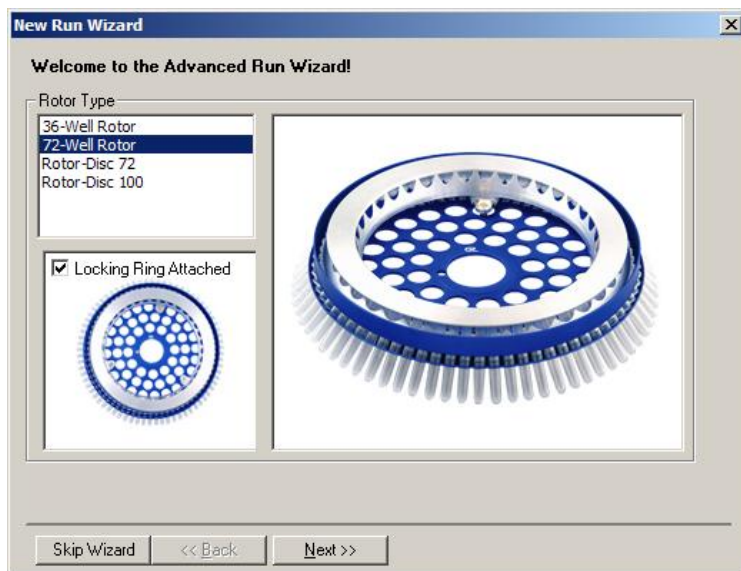 New Run Wizard
Welcome to the Advanced Run Wizard!
Rotor Type
36-Well Rotor
72-Well Rotor
Rotor-Disc 72
Rotor-Disc 100
Locking Ring Attached
Skip Wizard
<< Back
Next >>